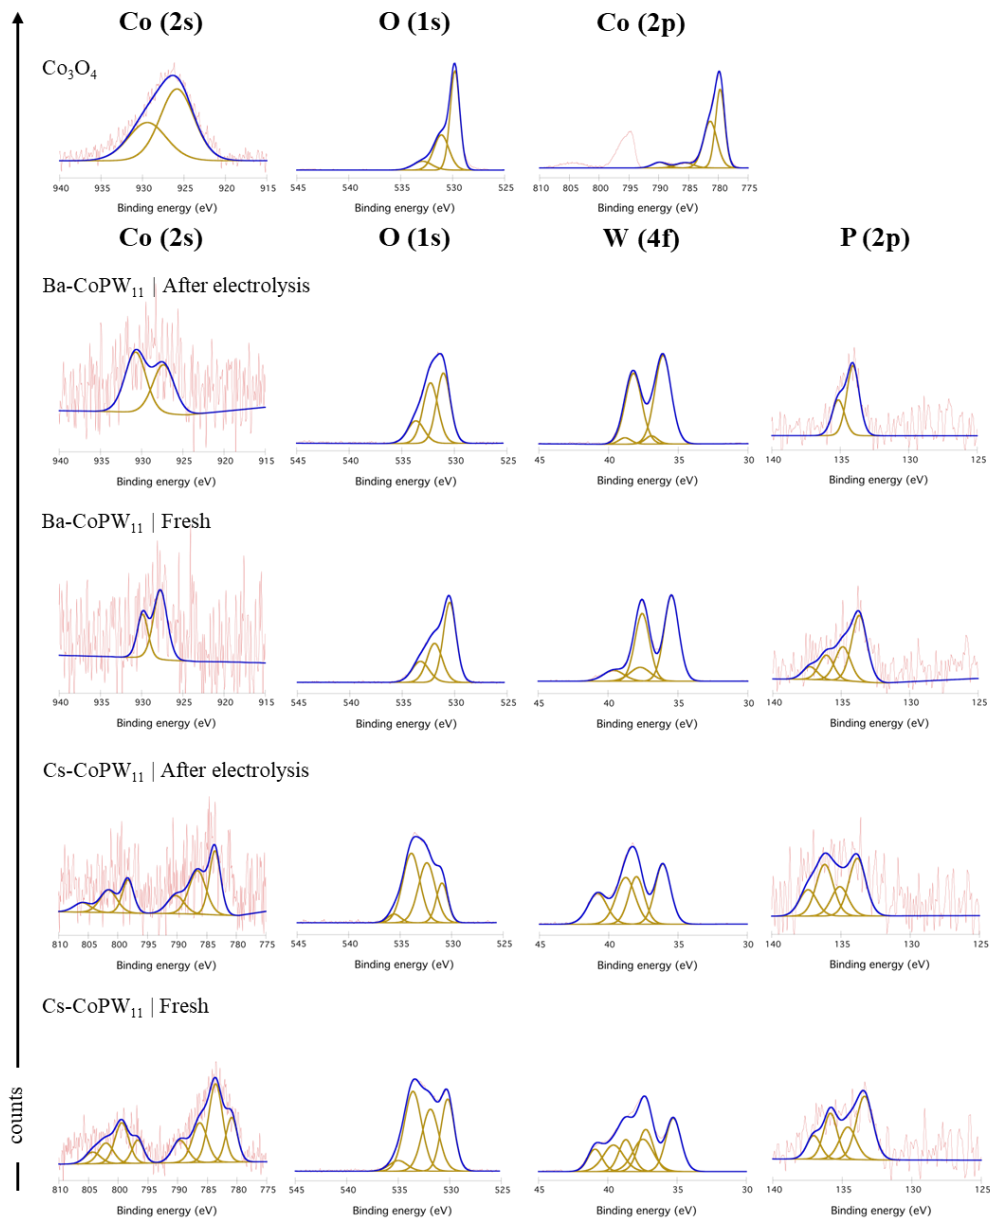 Co (2s) O (1s) Co (2p)
Co₃O₄
940 935 930 925 920 915 545 540 535 530 525 810 805 800 795 790 785 780 775
Binding energy (eV) Binding energy (eV) Binding energy (eV)
Co (2s) O (1s) W (4f) P (2p)
Ba-CoPW₁₁ | After electrolysis
940 935 930 925 920 915 545 540 535 530 525 45 40 35 30 140 135 130 125
Binding energy (eV) Binding energy (eV) Binding energy (eV) Binding energy (eV)
Ba-CoPW₁₁ | Fresh
940 935 930 925 920 915 545 540 535 530 525 45 40 35 30 140 135 130 125
Binding energy (eV) Binding energy (eV) Binding energy (eV) Binding energy (eV)
Cs-CoPW₁₁ | After electrolysis
810 805 800 795 790 785 780 775 545 540 535 530 525 45 40 35 30 140 135 130 125
Binding energy (eV) Binding energy (eV) Binding energy (eV) Binding energy (eV)
Cs-CoPW₁₁ | Fresh
810 805 800 795 790 785 780 775 545 540 535 530 525 45 40 35 30 140 135 130 125
Binding energy (eV) Binding energy (eV) Binding energy (eV) Binding energy (eV)
counts